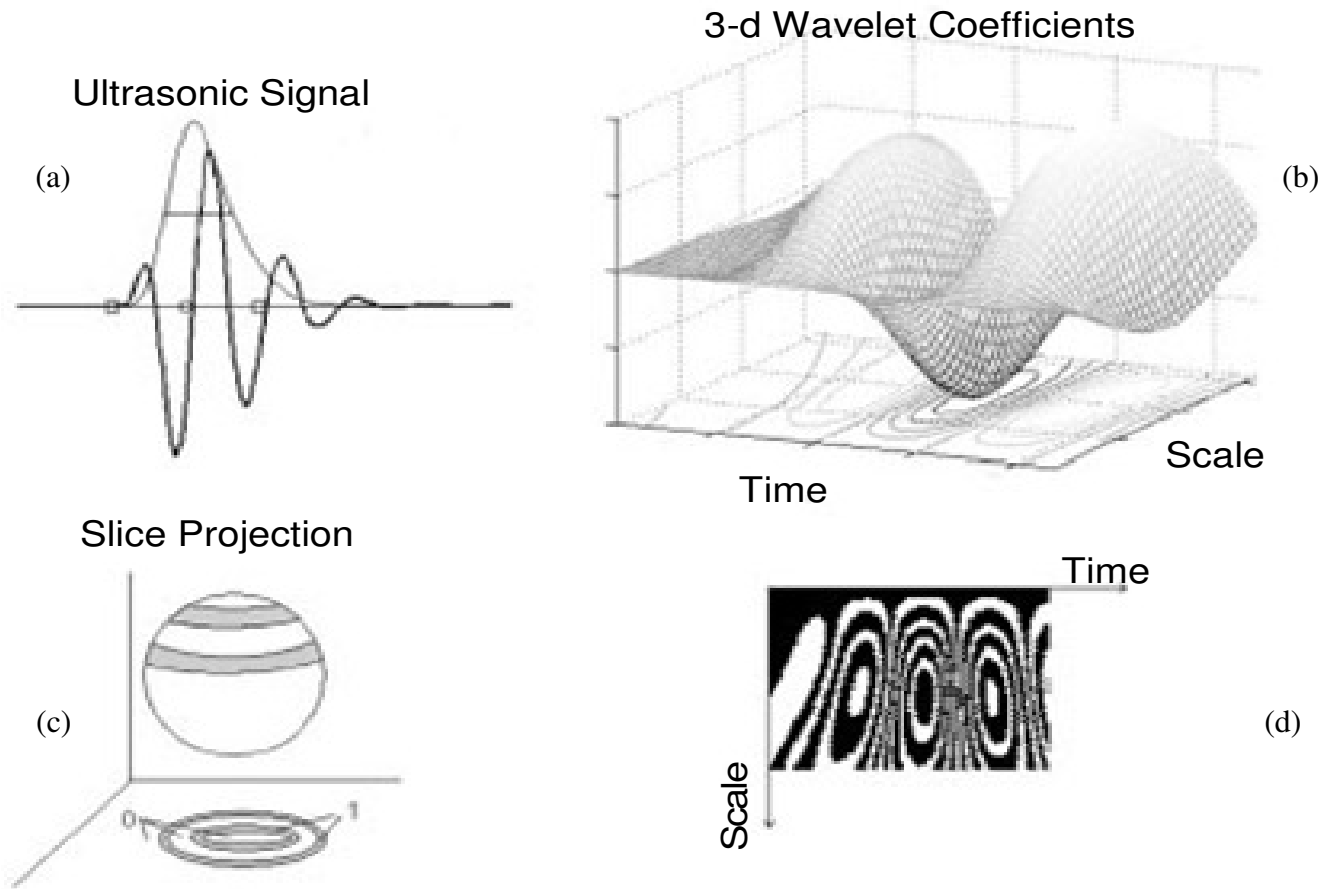 3-d Wavelet Coefficients
Ultrasonic Signal
(a)
(b)
Scale
Time
Slice Projection
Time
(c)
0
1
(d)
Scale